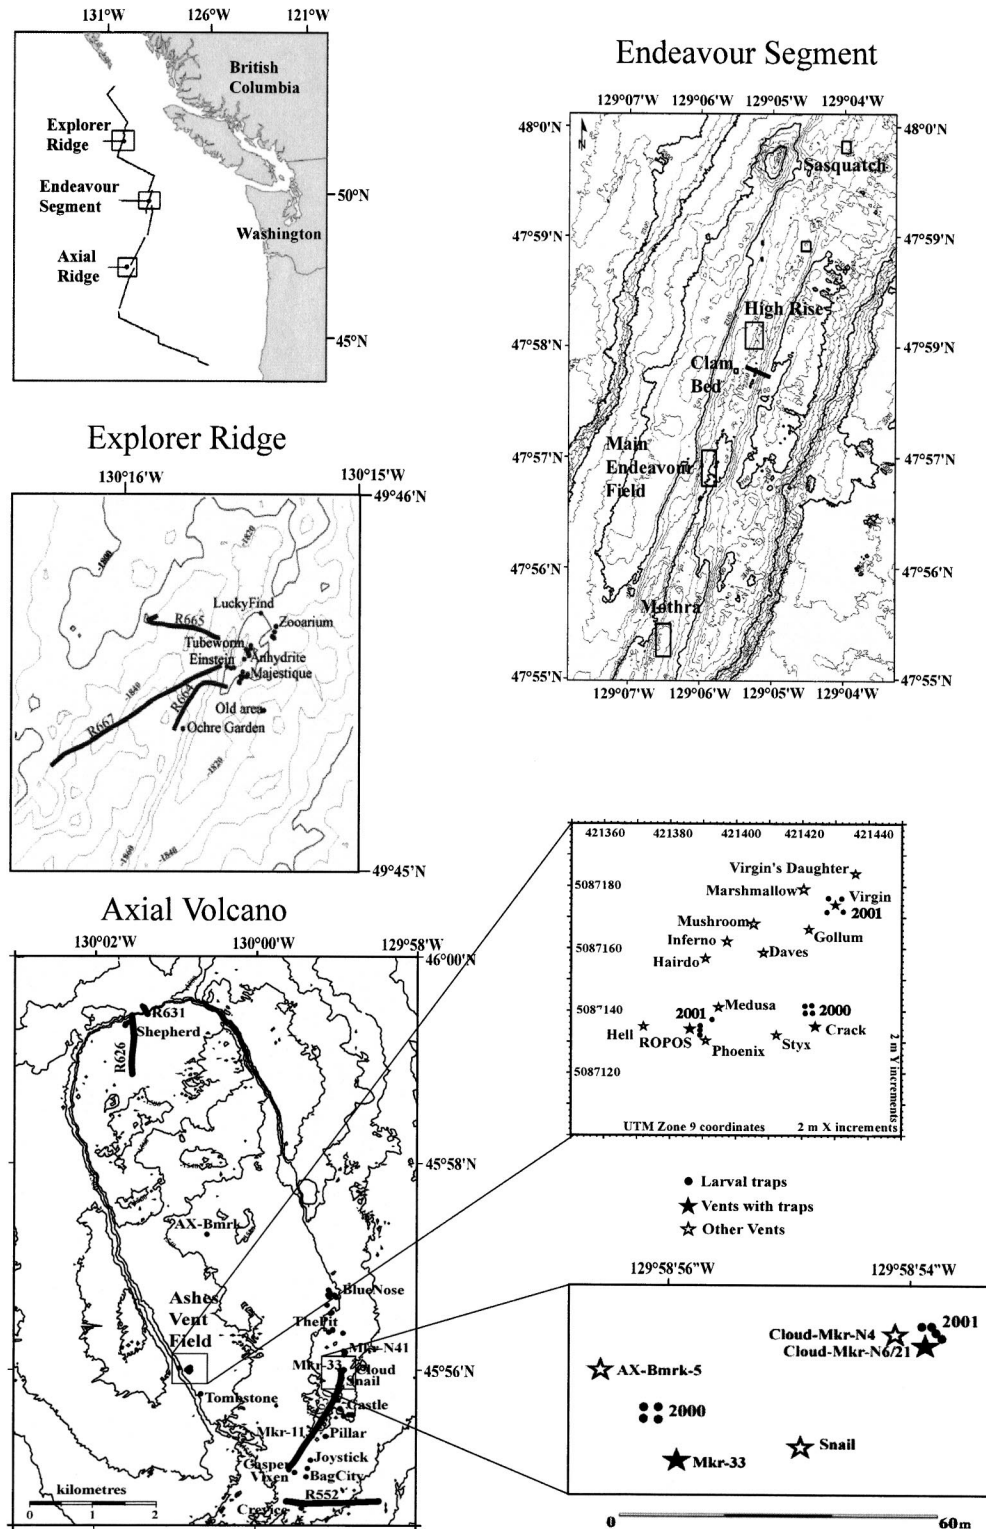 131°W 126°W 121°W
British
Columbia
Explorer
Ridge
Endeavour
Segment
50°N
Washington
Axial
Ridge
45°N
Endeavour Segment
129°07'W 129°06'W 129°05'W 129°04'W
48°0'N 48°0'N
N
Sasquatch
47°59'N 47°59'N
High Rise
47°58'N 47°59'N
Clam
Bed
Main
Endeavour
Field
47°57'N 47°57'N
47°56'N 47°56'N
Mothra
47°55'N 47°55'N
129°07'W 129°06'W 129°05'W 129°04'W
Explorer Ridge
130°16'W 130°15'W
49°46'N
-1800
-1820
LuckyFind
R665
Zooarium
Tubeworm
Einstein
Anhydrite
Majestique
-1840
R664
R667
Old area
Ochre Garden
-1820
-1860
-1840
49°45'N
Axial Volcano
130°02'W 130°00'W 129°58'W
46°00'N
R631
Shepherd
R626
45°58'N
AX-Bmrk
BlueNose
Ashes
Vent
Field
ThePit
Mkr-N41
Mkr-33
Cloud
45°56'N
Snail
Tombstone
Castle
Mkr-113
Pillar
Joystick
Casper
Vixen
BagCity
kilometres
R552
Crevice
0 1 2
421360 421380 421400 421420 421440
Virgin's Daughter
5087180
Marshmallow
Virgin
2001
Mushroom
Gollum
Inferno
5087160
Daves
Hairdo
Medusa
5087140
2001
2000
Hell
ROPOS
Crack
Phoenix
Styx
5087120
2 m Y increments
UTM Zone 9 coordinates 2 m X increments
Larval traps
Vents with traps
Other Vents
129°58'56"W 129°58'54"W
2001
Cloud-Mkr-N4
Cloud-Mkr-N6/21
AX-Bmrk-5
2000
Snail
Mkr-33
0 60m